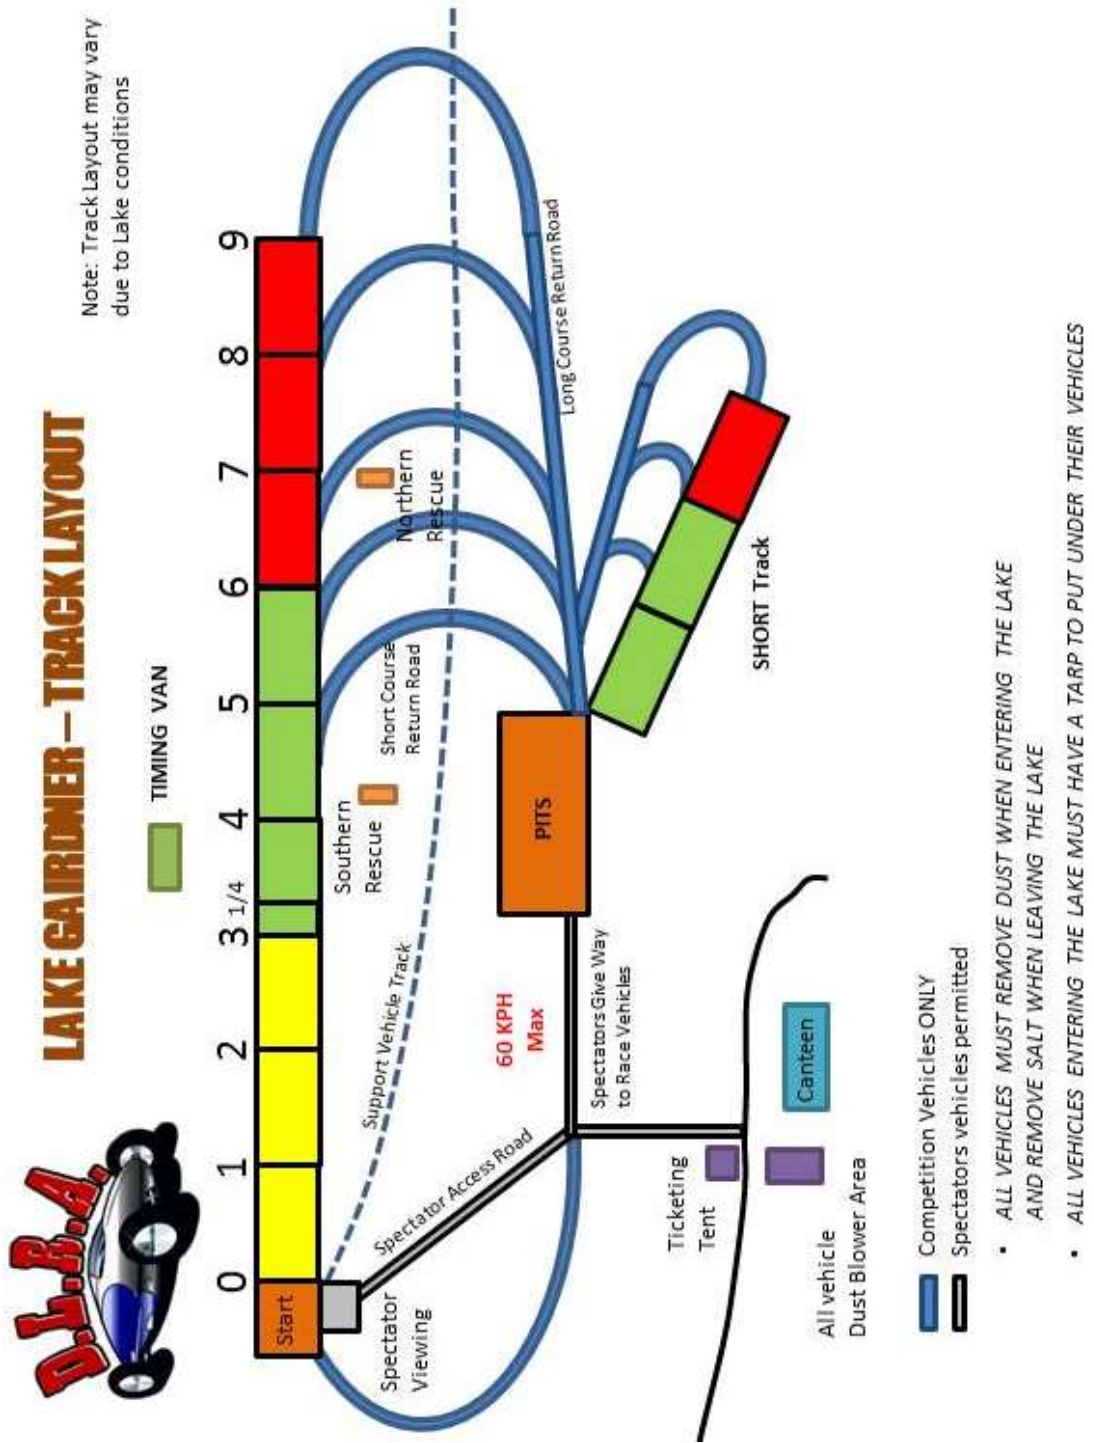 D.L.R.A.
LAKE GAIRDNER – TRACK LAYOUT
Note: Track Layout may vary
due to Lake conditions
TIMING VAN
0 1 2 3 1/4 4 5 6 7 8 9
Start
Spectator
Viewing
Southern
Rescue
Short Course
Return Road
Northern
Rescue
Support Vehicle Track
Spectator Access Road
60 KPH
Max
PITS
Long Course Return Road
Spectators Give Way
to Race Vehicles
Ticketing
Tent
SHORT Track
Canteen
All vehicle
Dust Blower Area
Competition Vehicles ONLY
Spectators vehicles permitted
• ALL VEHICLES MUST REMOVE DUST WHEN ENTERING THE LAKE
AND REMOVE SALT WHEN LEAVING THE LAKE
• ALL VEHICLES ENTERING THE LAKE MUST HAVE A TARP TO PUT UNDER THEIR VEHICLES